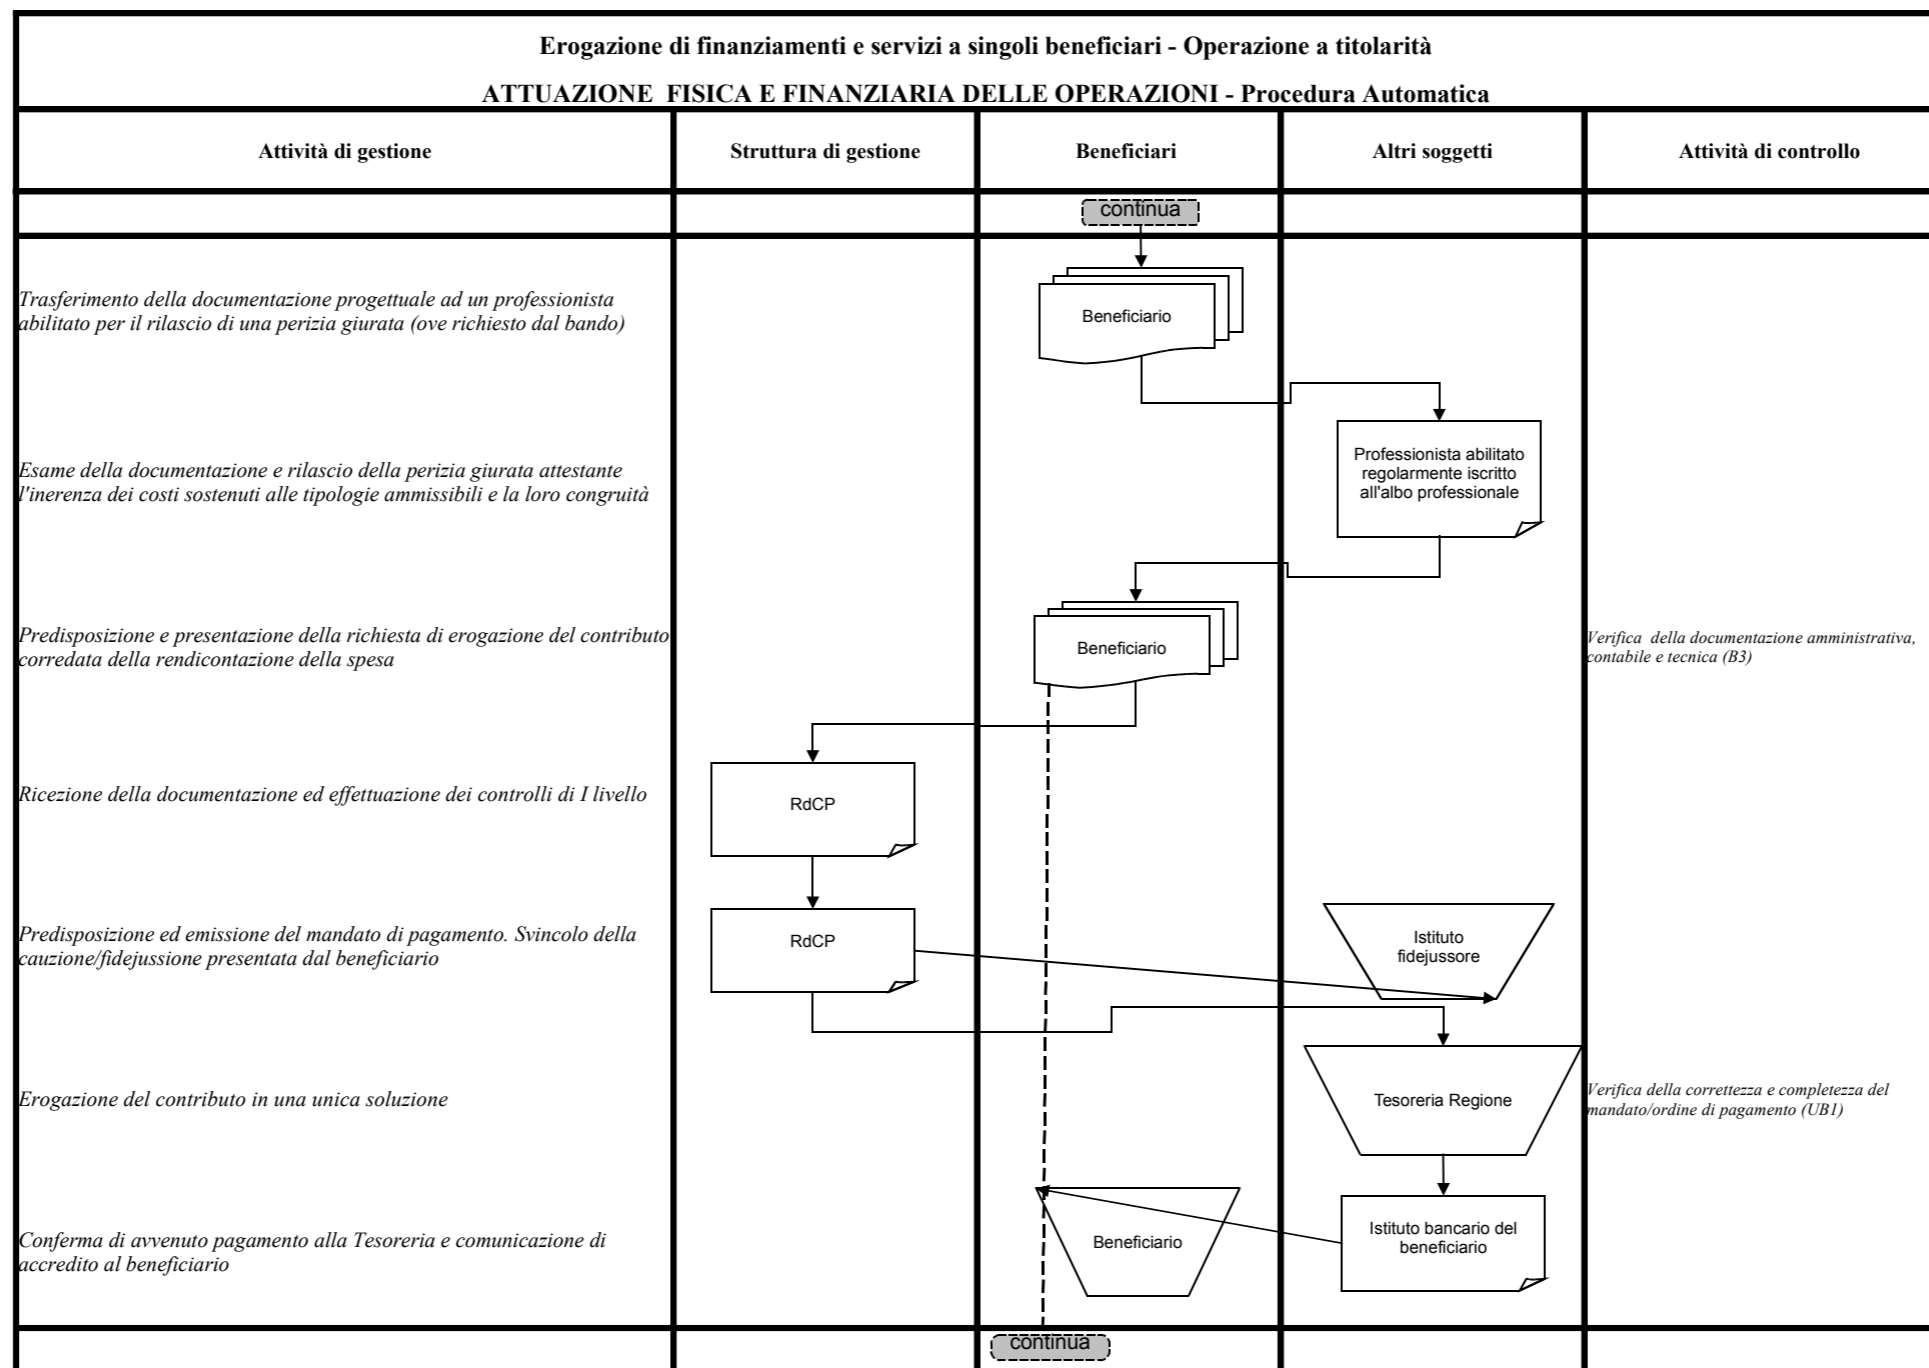 Erogazione di finanziamenti e servizi a singoli beneficiari - Operazione a titolarità
ATTUAZIONE FISICA E FINANZIARIA DELLE OPERAZIONI - Procedura Automatica
Attività di gestione
Struttura di gestione
Beneficiari
Altri soggetti
Attività di controllo
continua
Trasferimento della documentazione progettuale ad un professionista
abilitato per il rilascio di una perizia giurata (ove richiesto dal bando)
Beneficiario
Esame della documentazione e rilascio della perizia giurata attestante
l'inerenza dei costi sostenuti alle tipologie ammissibili e la loro congruità
Professionista abilitato
regolarmente iscritto
all'albo professionale
Predisposizione e presentazione della richiesta di erogazione del contributo
corredata della rendicontazione della spesa
Beneficiario
Verifica della documentazione amministrativa,
contabile e tecnica (B3)
Ricezione della documentazione ed effettuazione dei controlli di I livello
RdCP
Predisposizione ed emissione del mandato di pagamento. Svincolo della
cauzione/fidejussione presentata dal beneficiario
RdCP
Istituto
fidejussore
Erogazione del contributo in una unica soluzione
Tesoreria Regione
Verifica della correttezza e completezza del
mandato/ordine di pagamento (UB1)
Conferma di avvenuto pagamento alla Tesoreria e comunicazione di
accredito al beneficiario
Beneficiario
Istituto bancario del
beneficiario
continua